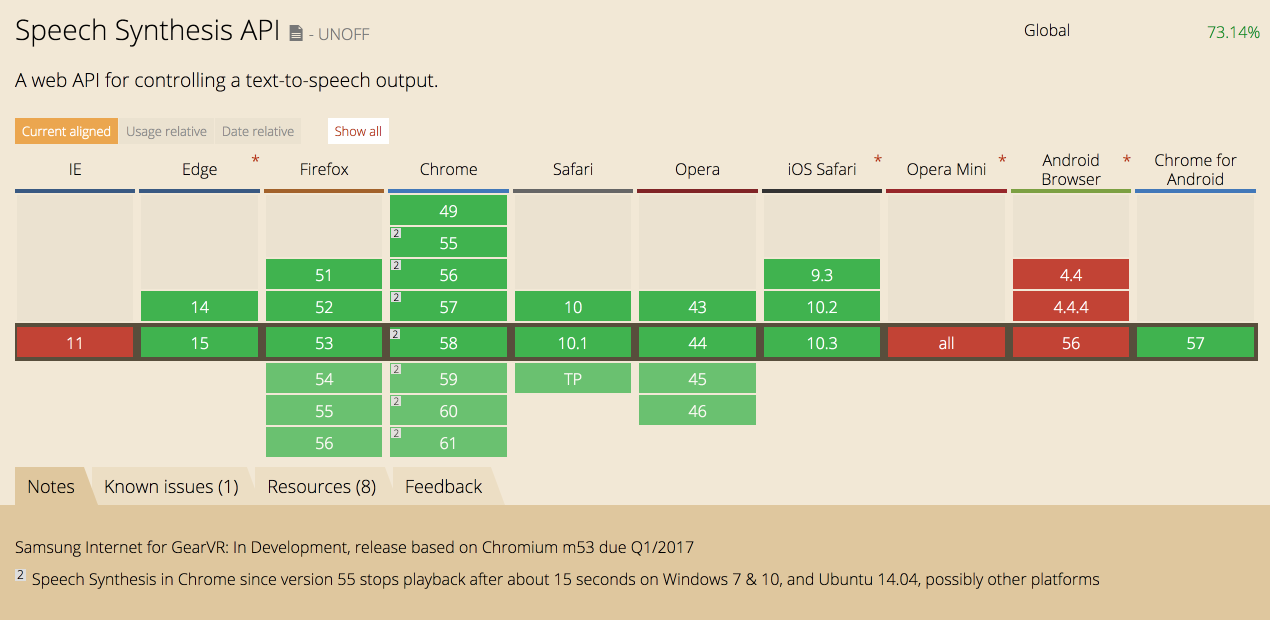 Speech Synthesis API - UNOFF
Global 73.14%
A web API for controlling a text-to-speech output.
Current aligned Usage relative Date relative Show all
IE Edge * Firefox Chrome Safari Opera iOS Safari * Opera Mini * Android Browser * Chrome for Android
49
2 55
51 2 56 9.3 4.4
14 52 2 57 10 43 10.2 4.4.4
11 15 53 2 58 10.1 44 10.3 all 56 57
54 2 59 TP 45
55 2 60 46
56 2 61
Notes Known issues (1) Resources (8) Feedback
Samsung Internet for GearVR: In Development, release based on Chromium m53 due Q1/2017
2 Speech Synthesis in Chrome since version 55 stops playback after about 15 seconds on Windows 7 & 10, and Ubuntu 14.04, possibly other platforms